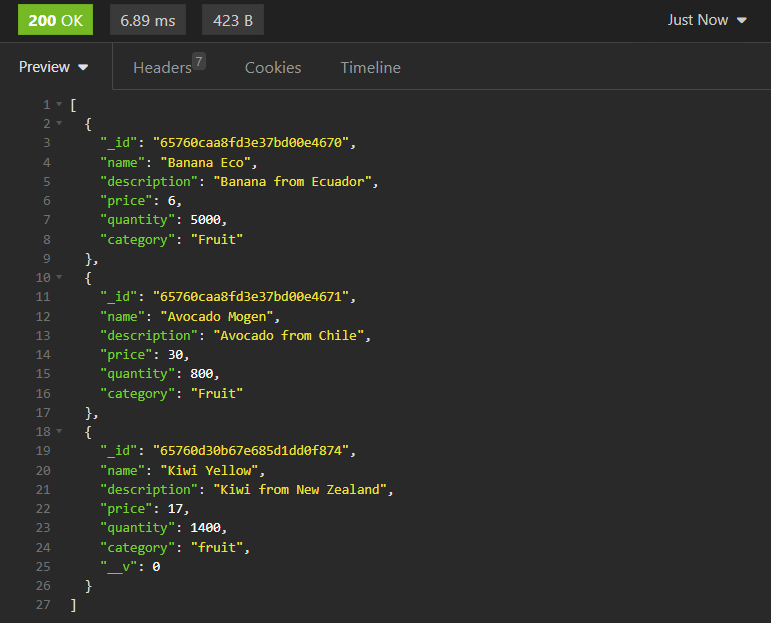 200 OK 6.89 ms 423 B Just Now
Preview Headers 7 Cookies Timeline
1 [
2 {
3 "_id": "65760caa8fd3e37bd00e4670",
4 "name": "Banana Eco",
5 "description": "Banana from Ecuador",
6 "price": 6,
7 "quantity": 5000,
8 "category": "Fruit"
9 },
10 {
11 "_id": "65760caa8fd3e37bd00e4671",
12 "name": "Avocado Mogen",
13 "description": "Avocado from Chile",
14 "price": 30,
15 "quantity": 800,
16 "category": "Fruit"
17 },
18 {
19 "_id": "65760d30b67e685d1dd0f874",
20 "name": "Kiwi Yellow",
21 "description": "Kiwi from New Zealand",
22 "price": 17,
23 "quantity": 1400,
24 "category": "fruit",
25 "__v": 0
26 }
27 ]